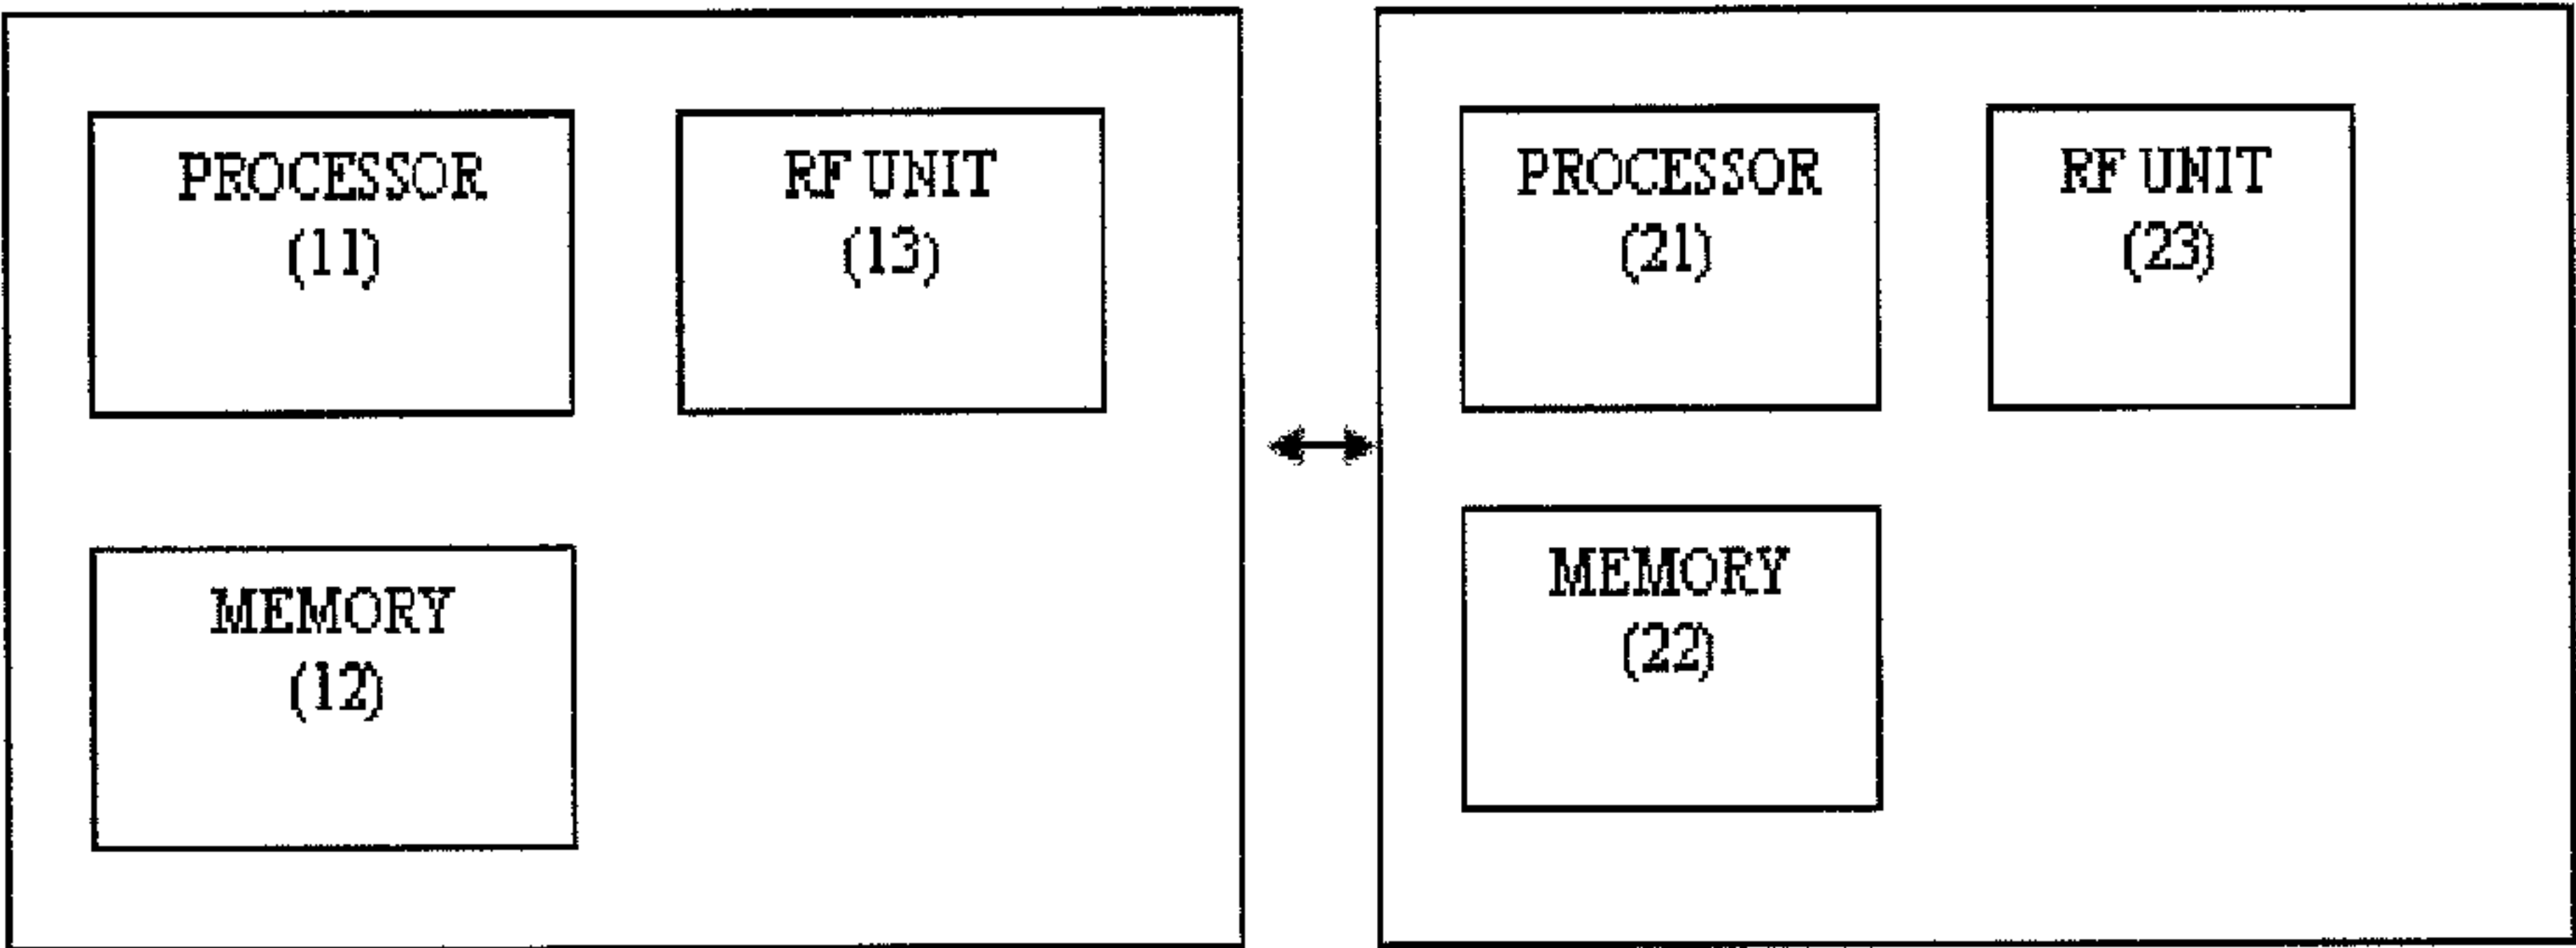 PROCESSOR
(11)
RF UNIT
(13)
MEMORY
(12)
PROCESSOR
(21)
RF UNIT
(23)
MEMORY
(22)